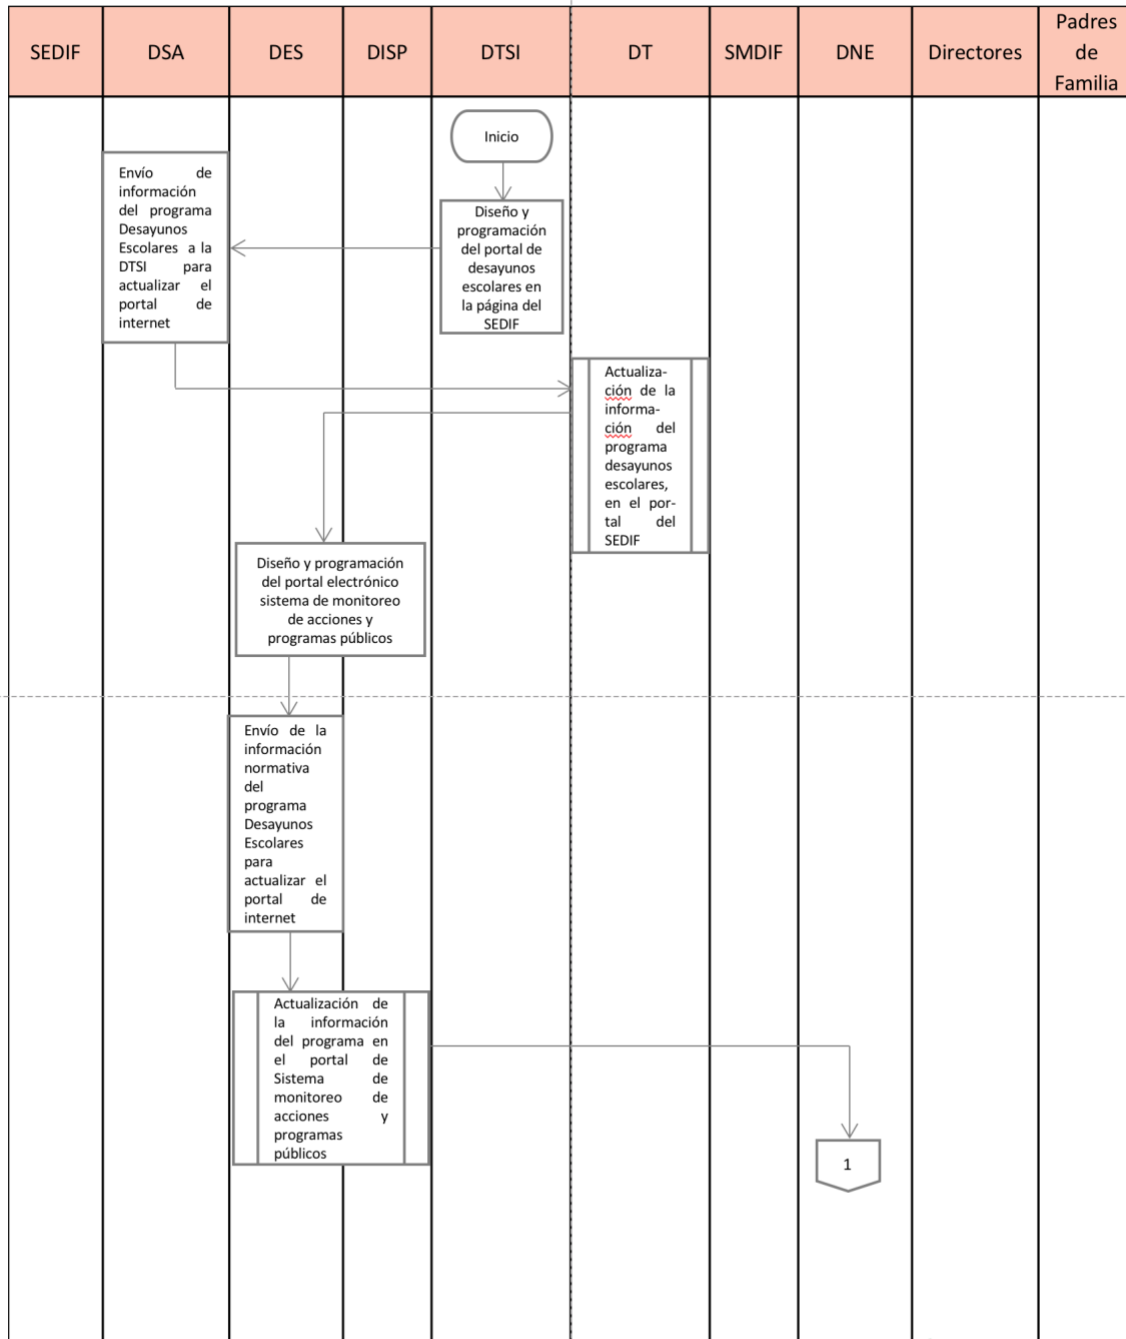 SEDIF
DSA
DES
DISP
DTSI
DT
SMDIF
DNE
Directores
Padres
de
Familia
Inicio
Diseño y
programación
del portal de
desayunos
escolares en
la página del
SEDIF
Envío de
información
del programa
Desayunos
Escolares a la
DTSI para
actualizar el
portal de
internet
Actualiza-
ción de la
informa-
ción del
programa
desayunos
escolares,
en el por-
tal del
SEDIF
Diseño y programación
del portal electrónico
sistema de monitoreo
de acciones y
programas públicos
Envío de la
información
normativa
del
programa
Desayunos
Escolares
para
actualizar el
portal de
internet
Actualización de
la información
del programa en
el portal de
Sistema de
monitoreo de
acciones y
programas
públicos
1